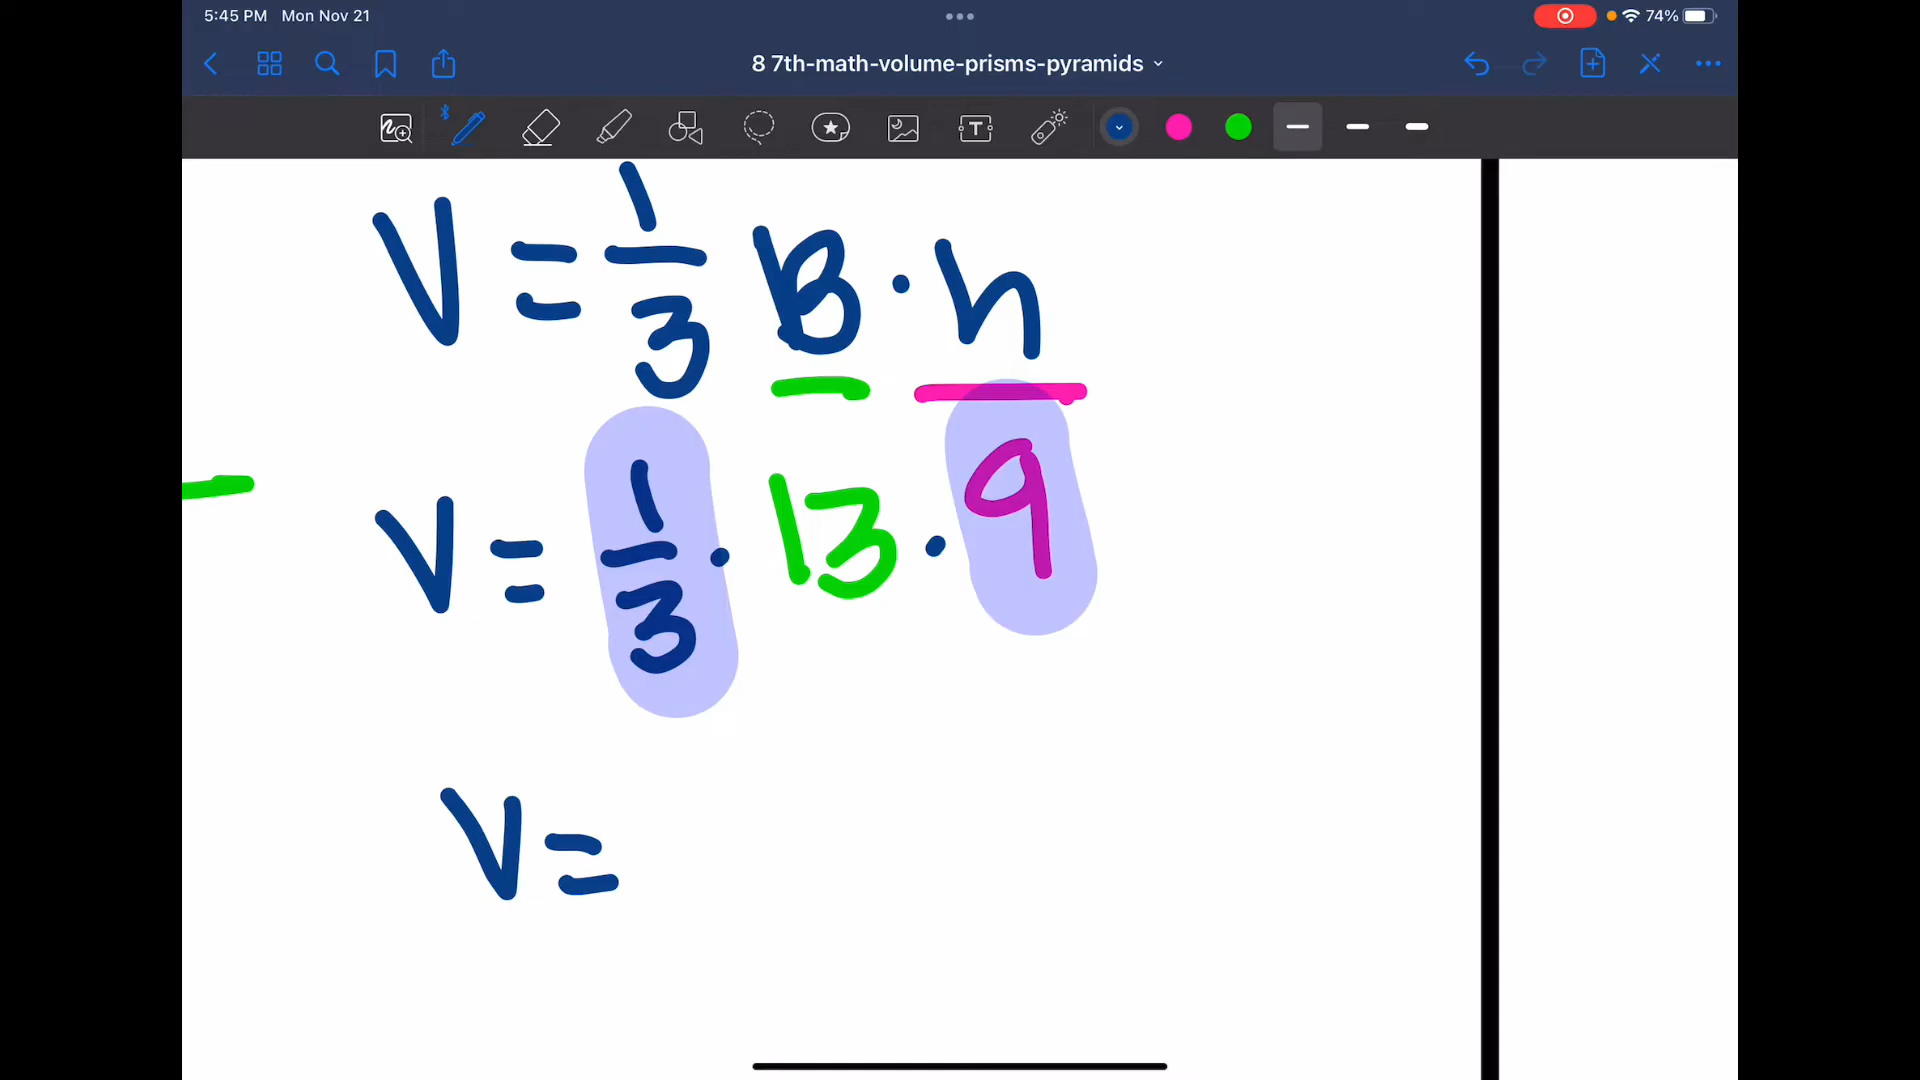 5:45 PM Mon Nov 21
74%
8 7th-math-volume-prisms-pyramids
T
V = 1/3 B · h
V = 1/3 · 13 · 9
V =